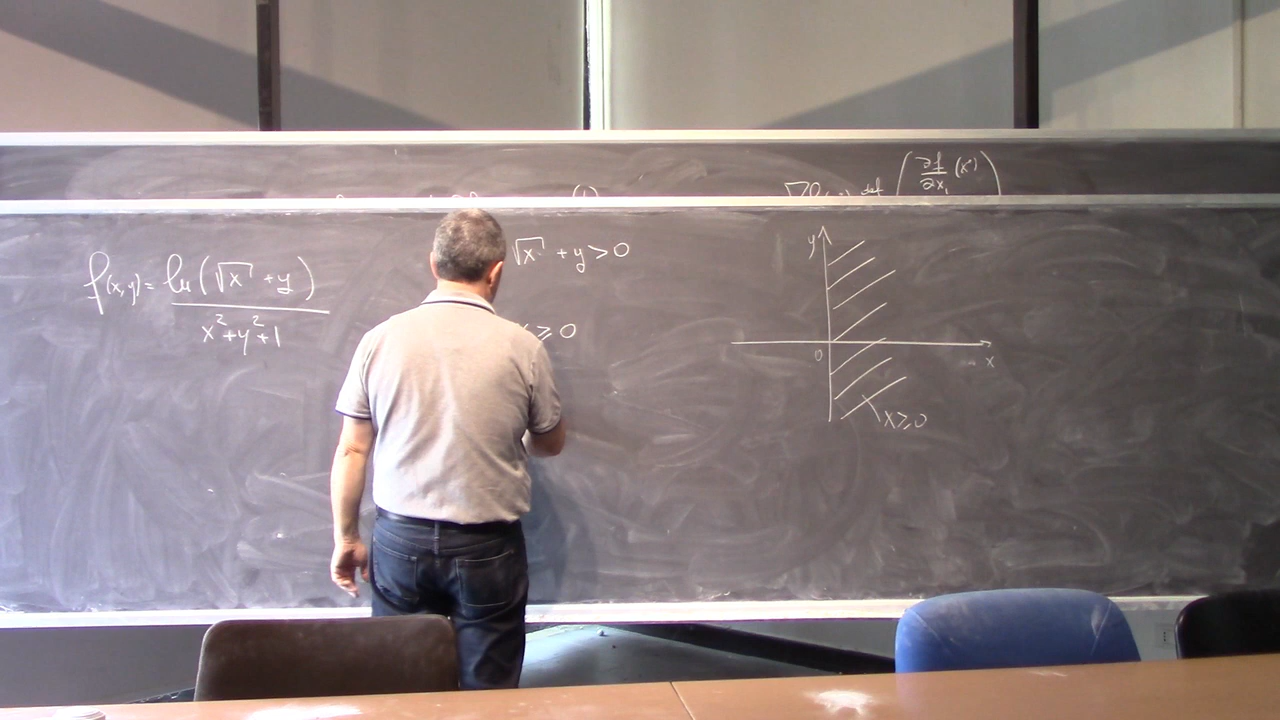 ∂f/∂x₁ (x°)
def
f(x,y) = ln(√x + y) / x² + y² + 1
√x + y > 0
≥ 0
y
0
x
x ≥ 0